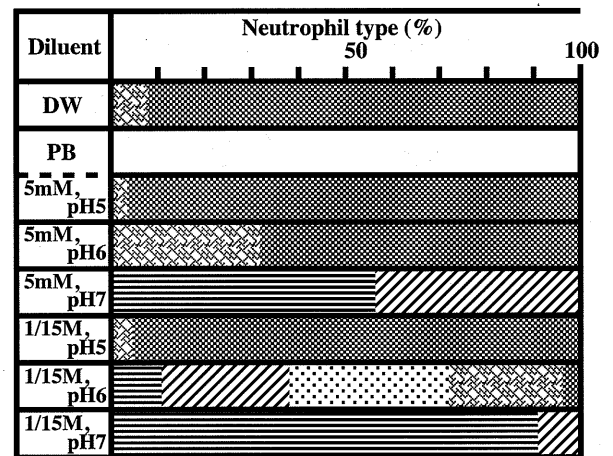 Diluent
Neutrophil type (%)
50
100
DW
PB
5mM,
pH5
5mM,
pH6
5mM,
pH7
1/15M,
pH5
1/15M,
pH6
1/15M,
pH7